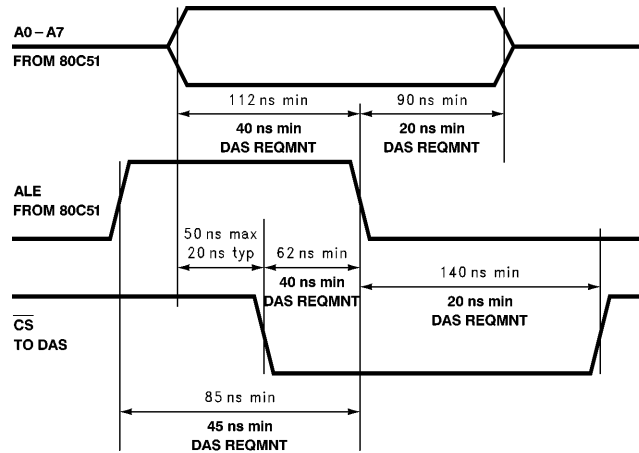 A0–A7
FROM 80C51
112 ns min
40 ns min
DAS REQMNT
90 ns min
20 ns min
DAS REQMNT
ALE
FROM 80C51
50 ns max
20 ns typ
62 ns min
40 ns min
DAS REQMNT
140 ns min
20 ns min
DAS REQMNT
CS
TO DAS
85 ns min
45 ns min
DAS REQMNT